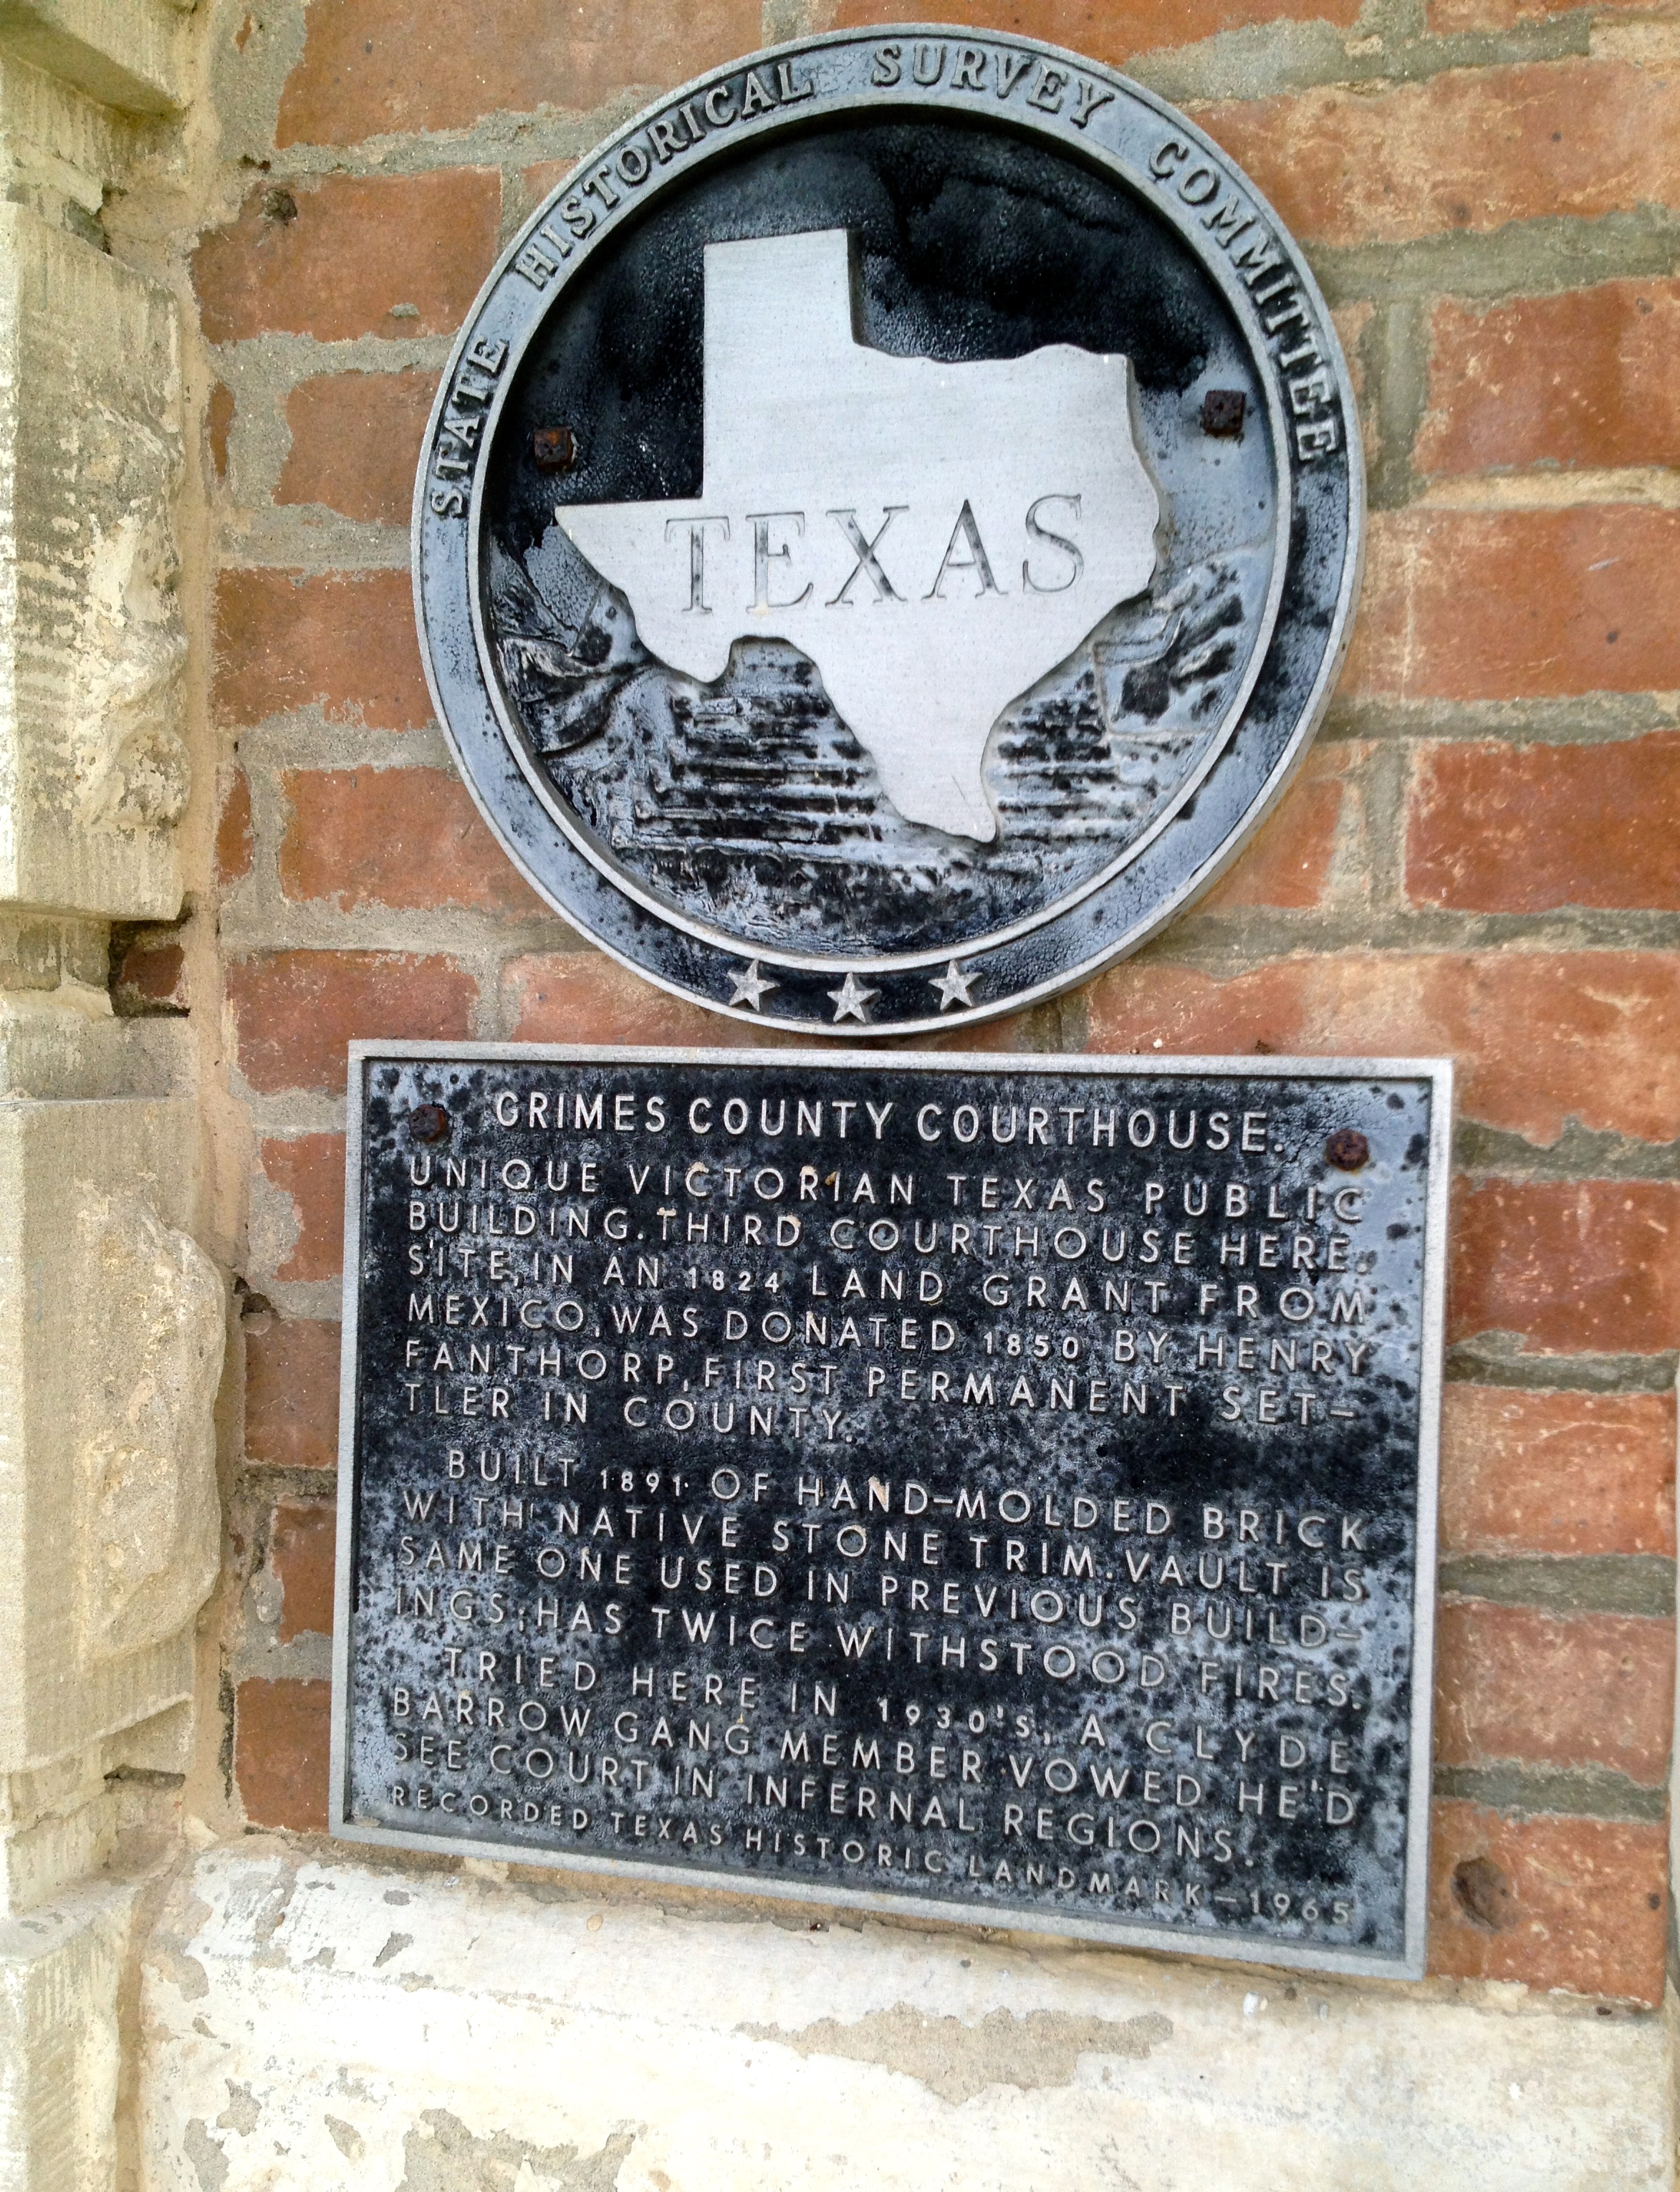 STATE HISTORICAL SURVEY COMMITTEE
TEXAS
GRIMES COUNTY COURTHOUSE.
UNIQUE VICTORIAN TEXAS PUBLIC
BUILDING. THIRD COURTHOUSE HERE.
SITE, IN AN 1824 LAND GRANT FROM
MEXICO, WAS DONATED 1850 BY HENRY
FANTHORP, FIRST PERMANENT SET-
TLER IN COUNTY.
BUILT 1891 OF HAND-MOLDED BRICK
WITH NATIVE STONE TRIM. VAULT IS
SAME ONE USED IN PREVIOUS BUILD-
INGS; HAS TWICE WITHSTOOD FIRES.
TRIED HERE IN 1930'S, A CLYDE
BARROW GANG MEMBER VOWED HE'D
SEE COURT IN INFERNAL REGIONS.
RECORDED TEXAS HISTORIC LANDMARK-1965